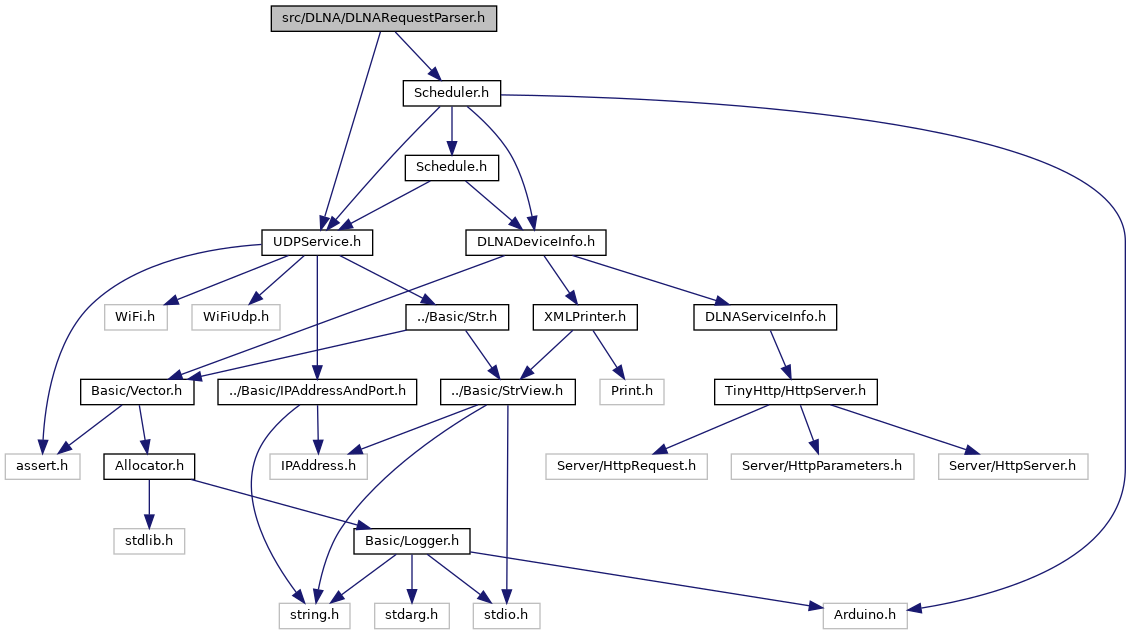 src/DLNA/DLNARequestParser.h
Scheduler.h
Schedule.h
UDPService.h
DLNADeviceInfo.h
WiFi.h
WiFiUdp.h
../Basic/Str.h
XMLPrinter.h
DLNAServiceInfo.h
Basic/Vector.h
../Basic/IPAddressAndPort.h
../Basic/StrView.h
Print.h
TinyHttp/HttpServer.h
assert.h
Allocator.h
IPAddress.h
Server/HttpRequest.h
Server/HttpParameters.h
Server/HttpServer.h
stdlib.h
Basic/Logger.h
string.h
stdarg.h
stdio.h
Arduino.h